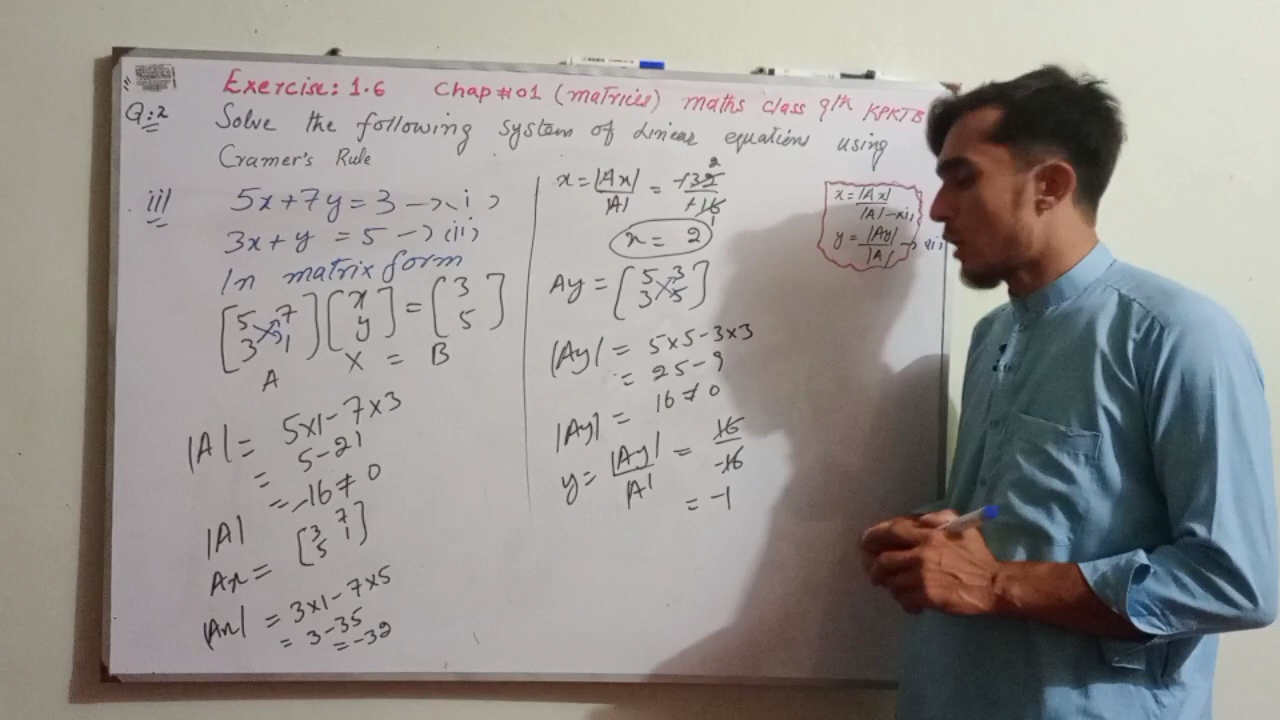 Exercise: 1.6 Chap # 01 (matrices) maths class 9th KPKTB
Q:2 Solve the following system of Linear equations using
Cramer's Rule
ii) 5x+7y=3 → i)
3x+y = 5 → ii)
In matrix form
[5 7
3 1] [x
y] = [3
5]
A X = B
|A| = 5x1-7x3
= 5-21
|A| = -16 ≠ 0
Ax = [3 7
5 1]
|Ax| = 3x1-7x5
= 3-35
= -32
x = |Ax|/|A| = -32/-16
2
1
x = 2
Ay = [5 3
3 5]
|Ay| = 5x5-3x3
= 25-9
|Ay| = 16 ≠ 0
y = |Ay|/|A| = 16/-16
= -1
x = |Ax|/|A|
y = |Ay|/|A|